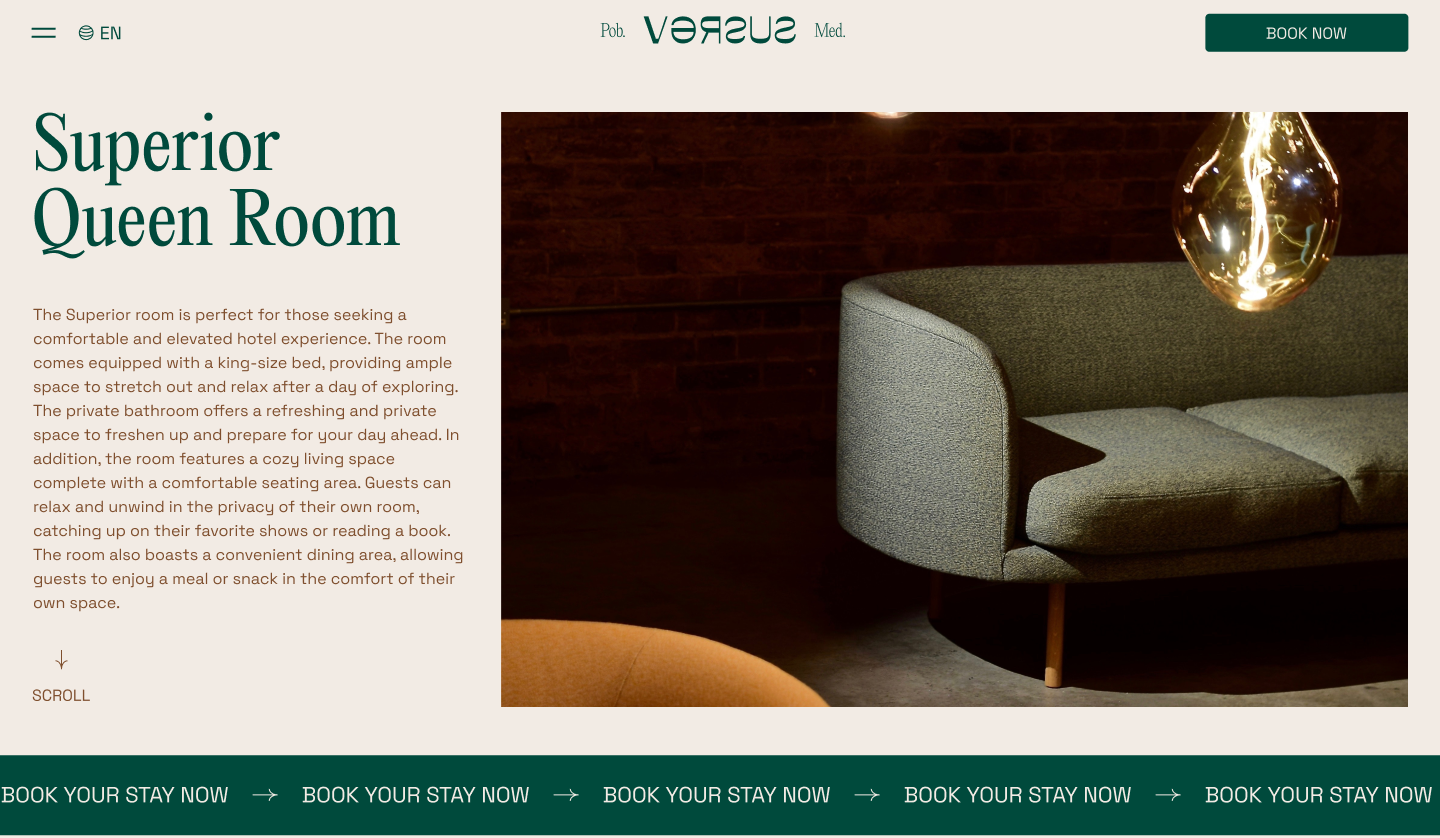 EN
Pob.
VERSUS
Med.
BOOK NOW
Superior
Queen Room
The Superior room is perfect for those seeking a
comfortable and elevated hotel experience. The room
comes equipped with a king-size bed, providing ample
space to stretch out and relax after a day of exploring.
The private bathroom offers a refreshing and private
space to freshen up and prepare for your day ahead. In
addition, the room features a cozy living space
complete with a comfortable seating area. Guests can
relax and unwind in the privacy of their own room,
catching up on their favorite shows or reading a book.
The room also boasts a convenient dining area, allowing
guests to enjoy a meal or snack in the comfort of their
own space.
SCROLL
BOOK YOUR STAY NOW → BOOK YOUR STAY NOW → BOOK YOUR STAY NOW → BOOK YOUR STAY NOW → BOOK YOUR STAY NOW